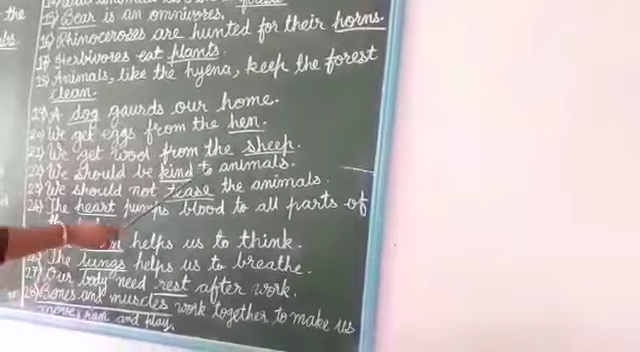 the
15) Bear is an omnivores.
16) Rhinoceroses are hunted for their horns.
17) Herbivores eat plants.
18) Animals, like the hyena, keep the forest
clean.
19) A dog gaurds our home.
20) We get eggs from the hen.
21) We get wool from the sheep.
22) We should be kind to animals.
23) We should not tease the animals.
24) The heart pumps blood to all parts of
helps us to think.
The lungs helps us to breathe.
27) Our body need rest after work.
28) Bones and muscles work together to make us
move, and play.